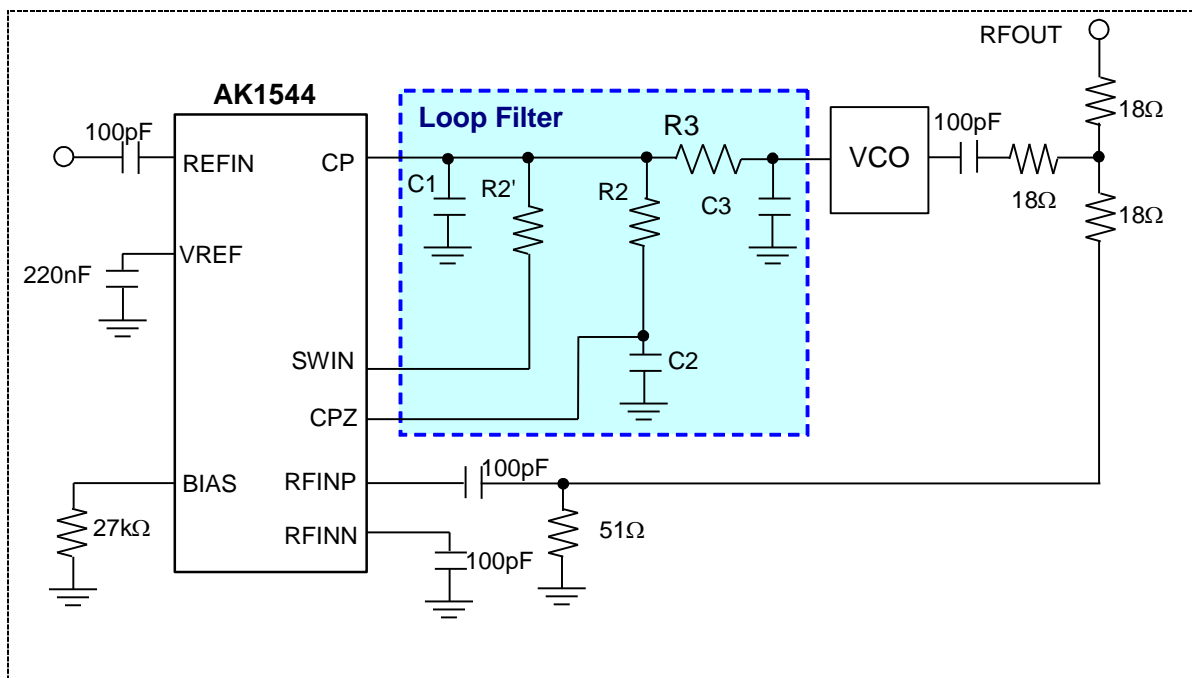 RFOUT
AK1544
Loop Filter
18Ω
100pF
REFIN
CP
R3
VCO
100pF
C1
R2'
R2
C3
18Ω
18Ω
VREF
220nF
SWIN
C2
CPZ
BIAS
RFINP
100pF
27kΩ
RFINN
100pF
51Ω